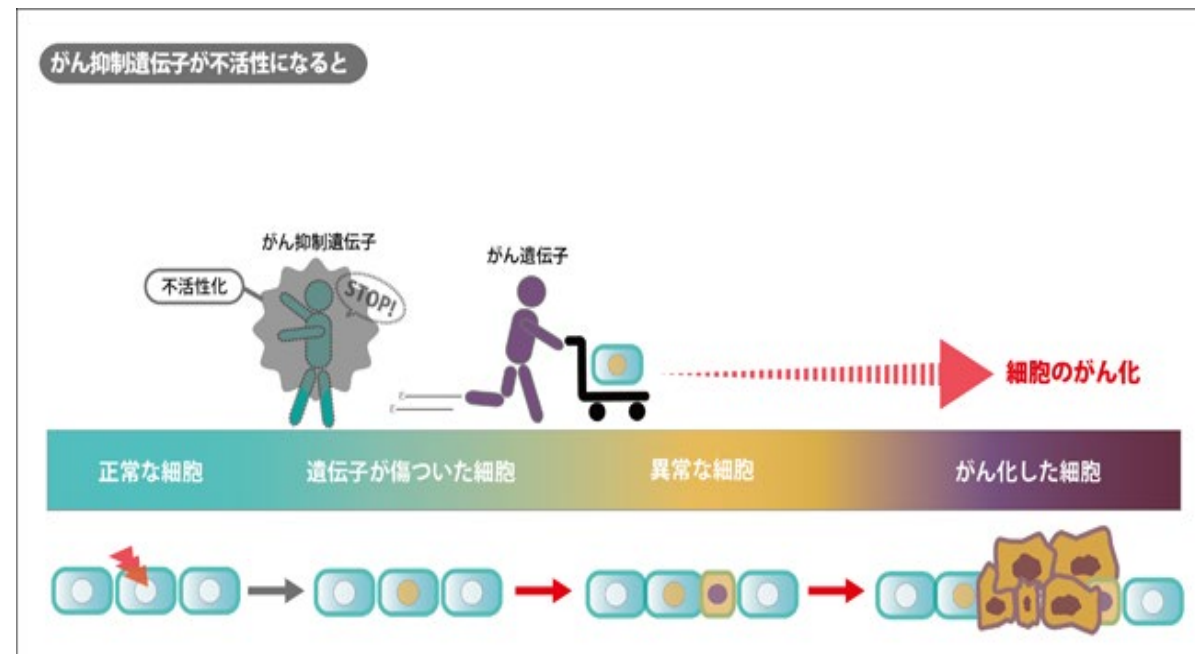 がん抑制遺伝子が不活性になると
がん抑制遺伝子
がん遺伝子
不活性化
STOP!
細胞のがん化
正常な細胞
遺伝子が傷ついた細胞
異常な細胞
がん化した細胞